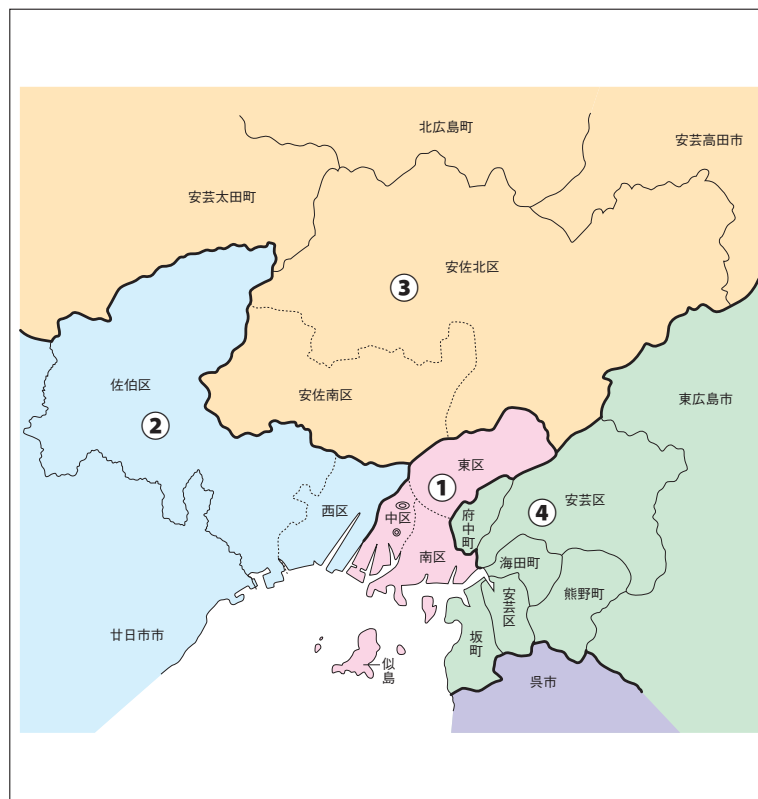 北広島町
安芸高田市
安芸太田町
安佐北区
3
佐伯区
安佐南区
東広島市
2
東区
1
安芸区
4
西区
中区
府中町
南区
海田町
安芸区
熊野町
廿日市市
坂町
似島
呉市